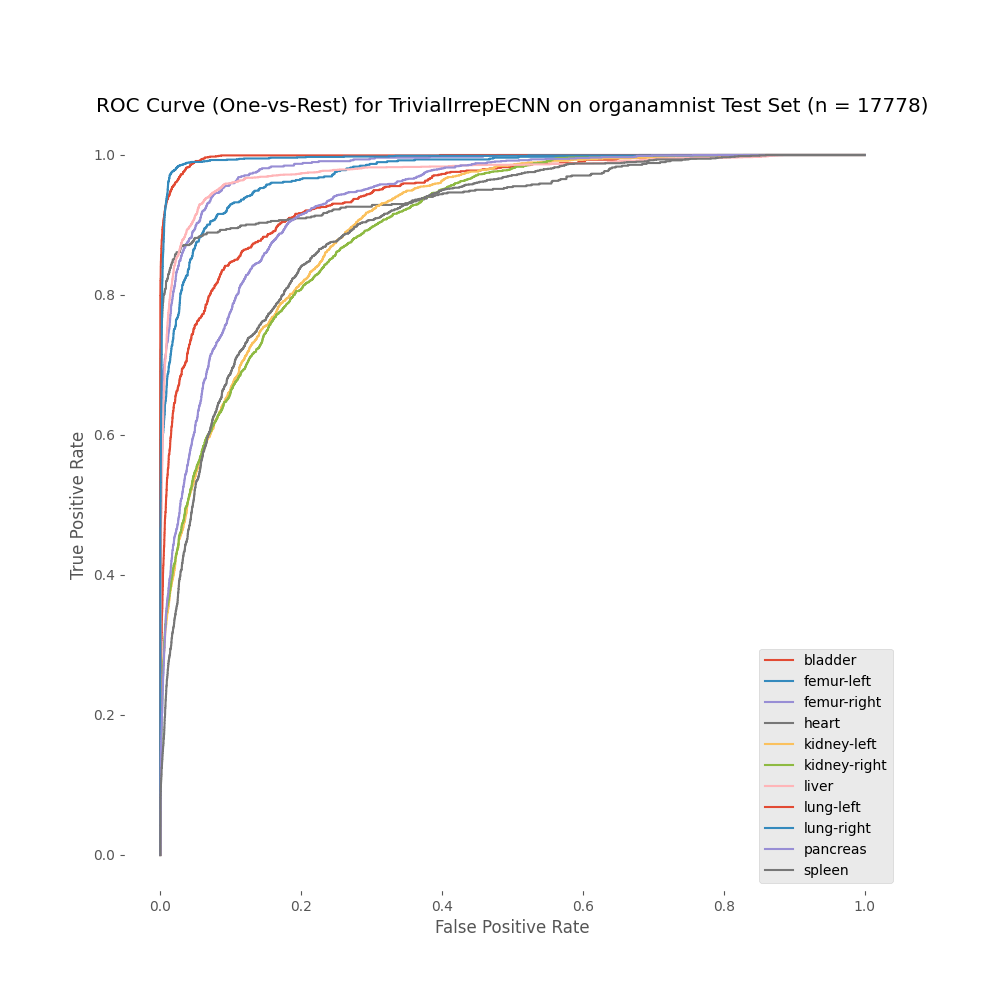 ROC Curve (One-vs-Rest) for TrivialIrrepECNN on organamnist Test Set (n = 17778)
1.0
0.8
0.6
0.4
0.2
0.0
True Positive Rate
bladder
femur-left
femur-right
heart
kidney-left
kidney-right
liver
lung-left
lung-right
pancreas
spleen
0.0 0.2 0.4 0.6 0.8 1.0
False Positive Rate